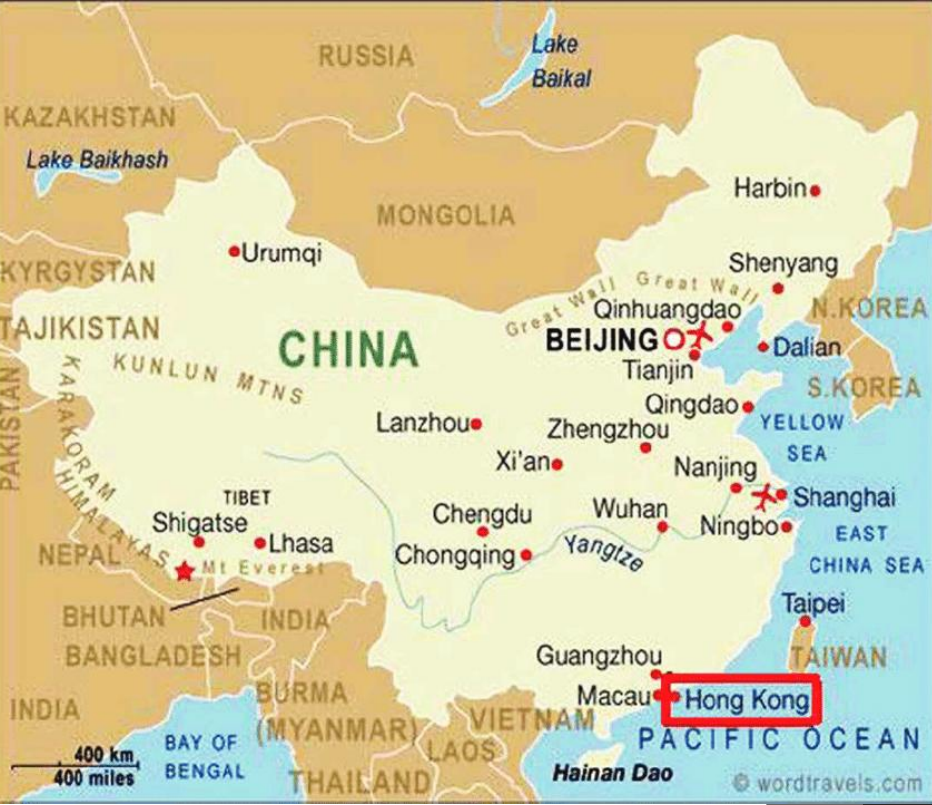 RUSSIA
Lake
Baikal
KAZAKHSTAN
Lake Baikhash
Harbin
MONGOLIA
Urumqi
KYRGYSTAN
Shenyang
Great Wall Great Wall
Qinhuangdao
N.KOREA
TAJIKISTAN
BEIJING
CHINA
Dalian
KUNLUN MTNS
Tianjin
S.KOREA
PAKISTAN
KARAKORAM
Qingdao
Lanzhou
Zhengzhou
YELLOW
SEA
Xi'an
Nanjing
HIMALAYAS
TIBET
Shanghai
Shigatse
Chengdu
Wuhan
Ningbo
Lhasa
EAST
CHINA SEA
NEPAL
Chongqing
Yangtze
Mt Everest
Taipei
BHUTAN
INDIA
BANGLADESH
Guangzhou
TAIWAN
INDIA
BURMA
(MYANMAR)
Macau
Hong Kong
VIETNAM
PACIFIC OCEAN
LAOS
400 km
400 miles
BAY OF
BENGAL
THAILAND
Hainan Dao
© wordtravels.com